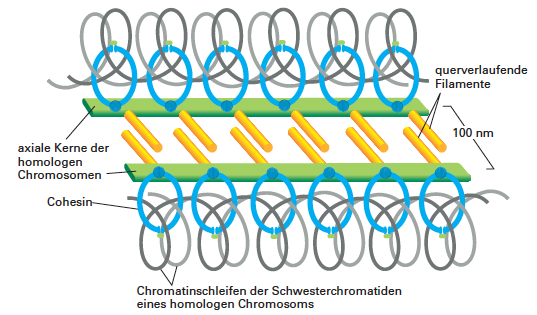 querverlaufende
Filamente
100 nm
axiale Kerne der
homologen
Chromosomen
Cohesin
Chromatinschleifen der Schwesterchromatiden
eines homologen Chromosoms